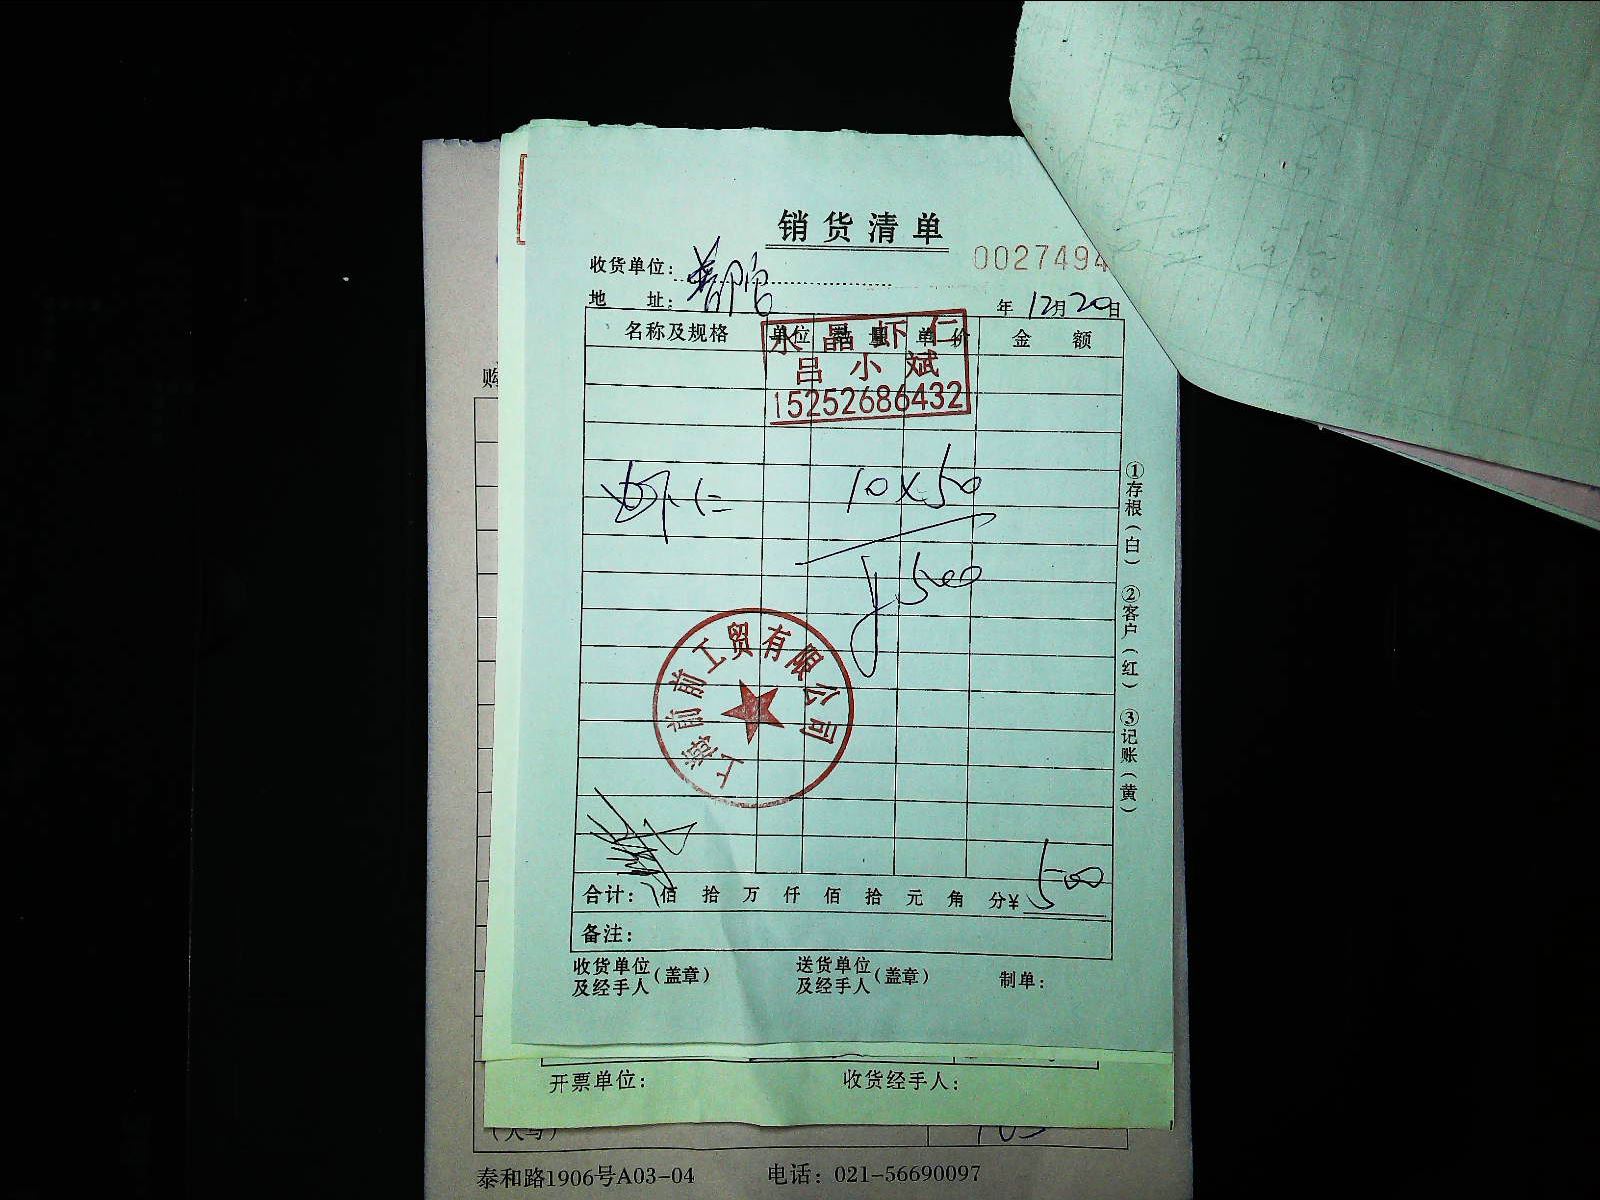 销货清单
0027494
收货单位：
地 址：
年12月20日
名称及规格 单位 数量 单价 金 额
水晶虾仁
吕小斌
15252686432
虾仁 10×50
¥500
上海前前工贸有限公司
合计： 佰 拾 万 仟 佰 拾 元 角 分¥ 500
备注：
收货单位及经手人（盖章） 送货单位及经手人（盖章） 制单：
①存根（白） ②客户（红） ③记账（黄）
购
开票单位： 收货经手人：
（大写）
泰和路1906号A03-04 电话：021-56690097